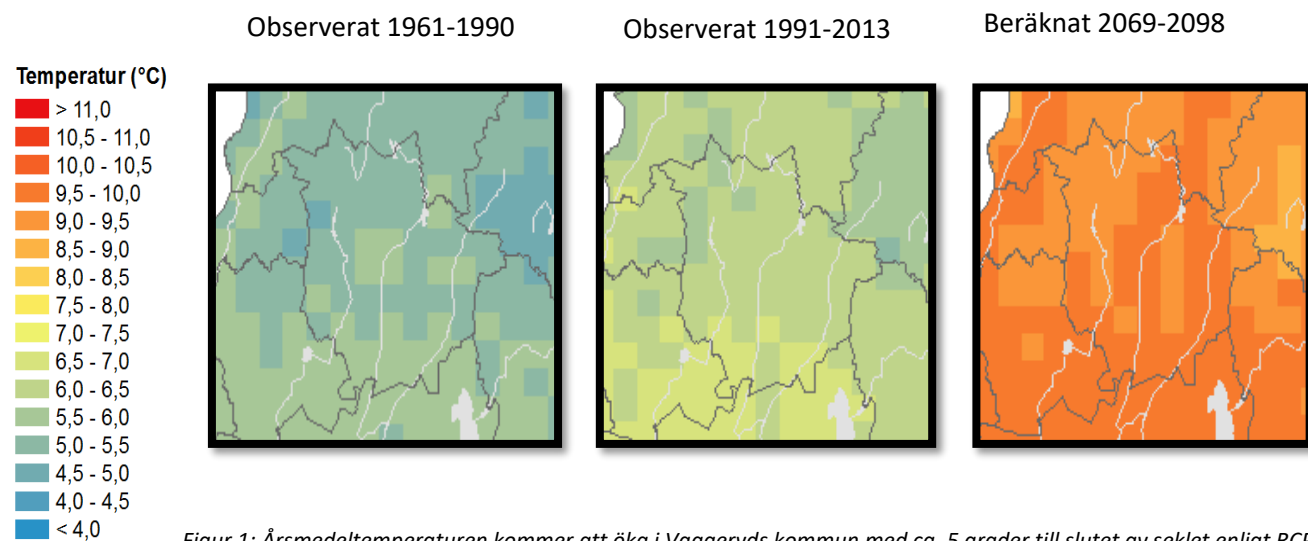 Observerat 1961-1990
Observerat 1991-2013
Beräknat 2069-2098
Temperatur (°C)
> 11,0
10,5 - 11,0
10,0 - 10,5
9,5 - 10,0
9,0 - 9,5
8,5 - 9,0
8,0 - 8,5
7,5 - 8,0
7,0 - 7,5
6,5 - 7,0
6,0 - 6,5
5,5 - 6,0
5,0 - 5,5
4,5 - 5,0
4,0 - 4,5
< 4,0
Figur 1: Årsmedeltemperaturen kommer att öka i Vaggeryds kommun med ca. 5 grader till slutet av seklet enligt